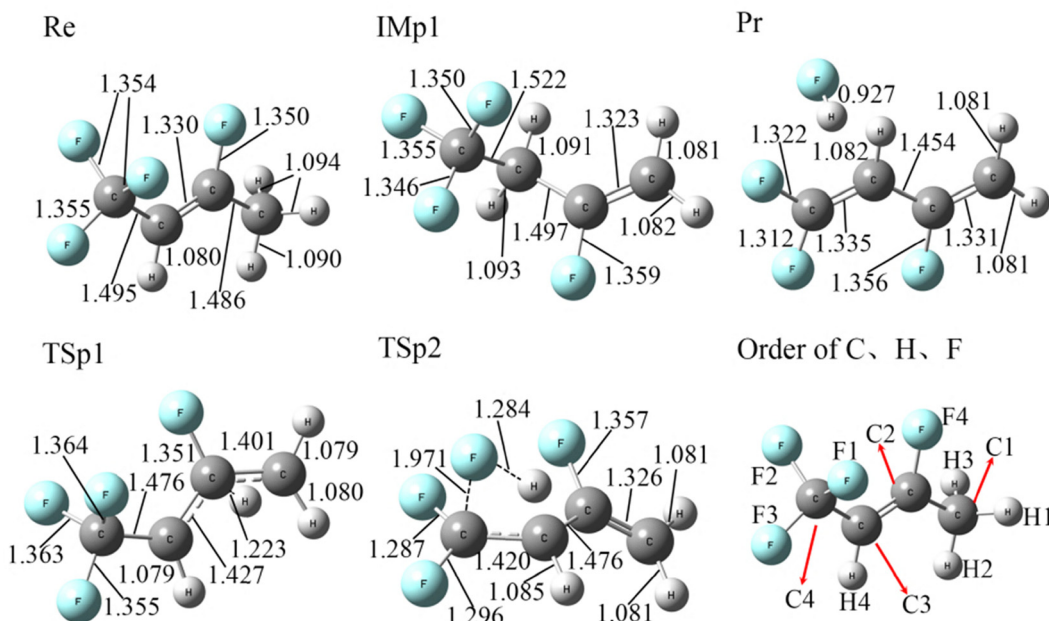 Re
IMp1
Pr
1.354
1.330
1.350
1.094
1.355
1.080
1.090
1.495
1.486
F
F
F
F
C
C
C
C
H
H
H
H
1.350
1.522
1.323
1.355
1.091
1.081
1.346
1.497
1.082
1.093
1.359
F
F
F
F
C
C
C
C
H
H
H
H
0.927
1.081
1.322
1.082
1.454
1.312
1.335
1.331
1.356
1.081
F
F
F
F
H
H
H
H
C
C
C
C
TSp1
TSp2
Order of C、H、F
1.364
1.476
1.351
1.401
1.079
1.080
1.363
1.079
1.223
1.427
1.355
F
F
F
F
C
C
C
C
H
H
H
H
1.284
1.357
1.971
1.326
1.081
1.287
1.420
1.476
1.085
1.296
1.081
F
F
F
F
C
C
C
C
H
H
H
H
F4
C2
C1
F1
H3
F2
H1
F3
H2
C4
H4
C3
F
F
F
F
C
C
C
C
H
H
H
H